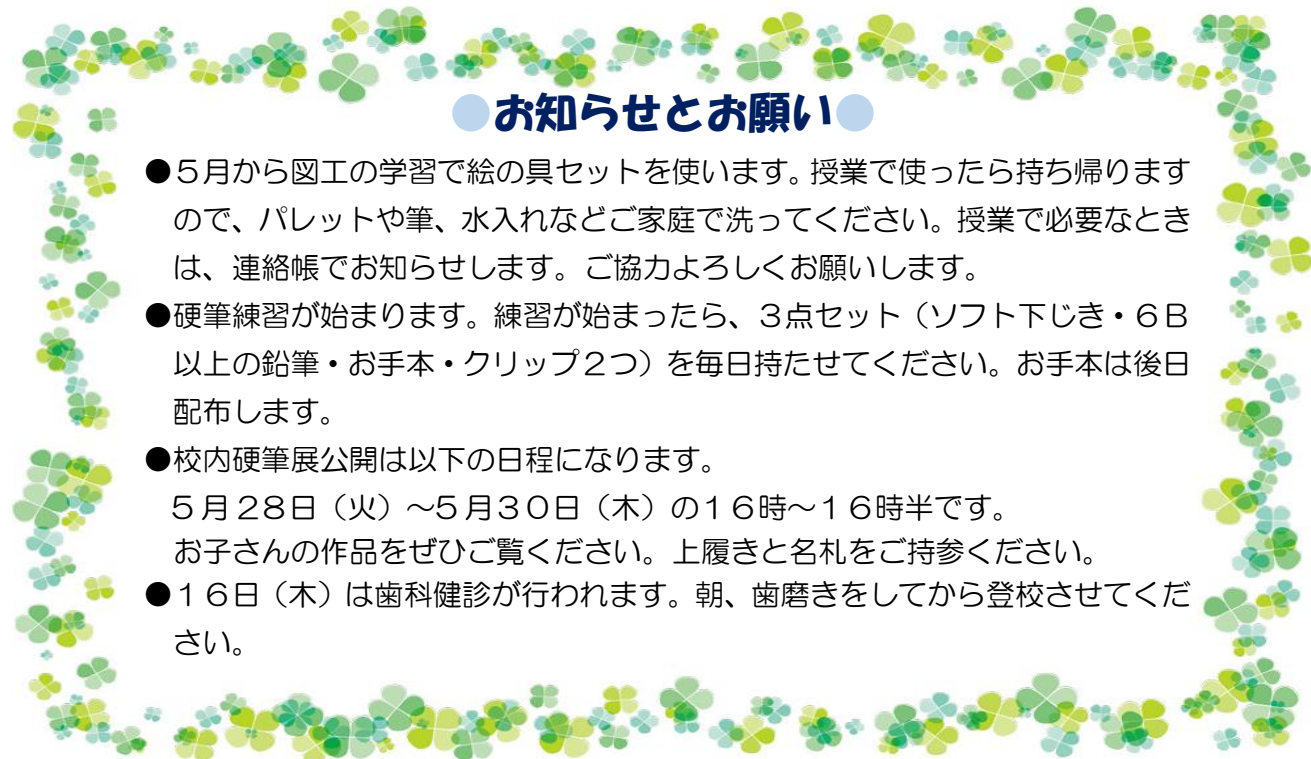 ●お知らせとお願い●
●５月から図工の学習で絵の具セットを使います。授業で使ったら持ち帰ります
ので、パレットや筆、水入れなどご家庭で洗ってください。授業で必要なとき
は、連絡帳でお知らせします。ご協力よろしくお願いします。
●硬筆練習が始まります。練習が始まったら、３点セット（ソフト下じき・６Ｂ
以上の鉛筆・お手本・クリップ２つ）を毎日持たせてください。お手本は後日
配布します。
●校内硬筆展公開は以下の日程になります。
５月28日（火）～５月３０日（木）の１６時～１６時半です。
お子さんの作品をぜひご覧ください。上履きと名札をご持参ください。
●１６日（木）は歯科健診が行われます。朝、歯磨きをしてから登校させてくだ
さい。